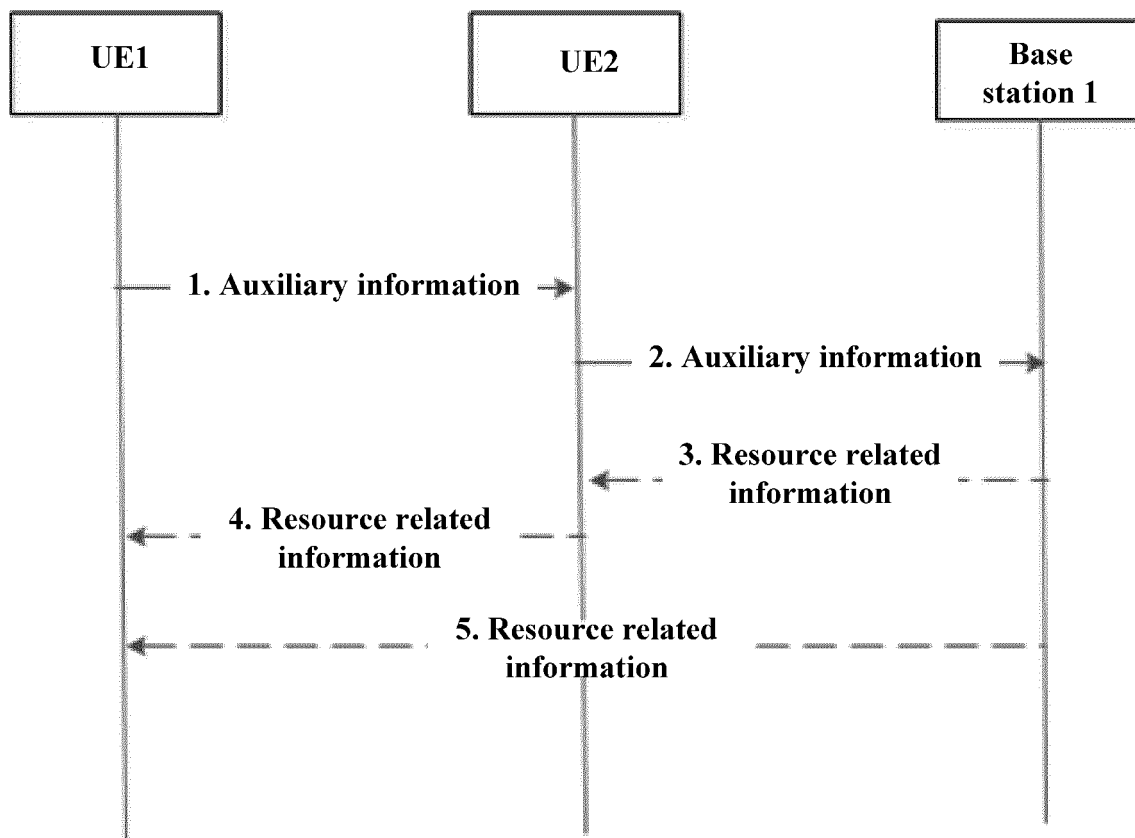 UE1
UE2
Base
station 1
1. Auxiliary information
2. Auxiliary information
3. Resource related
information
4. Resource related
information
5. Resource related
information